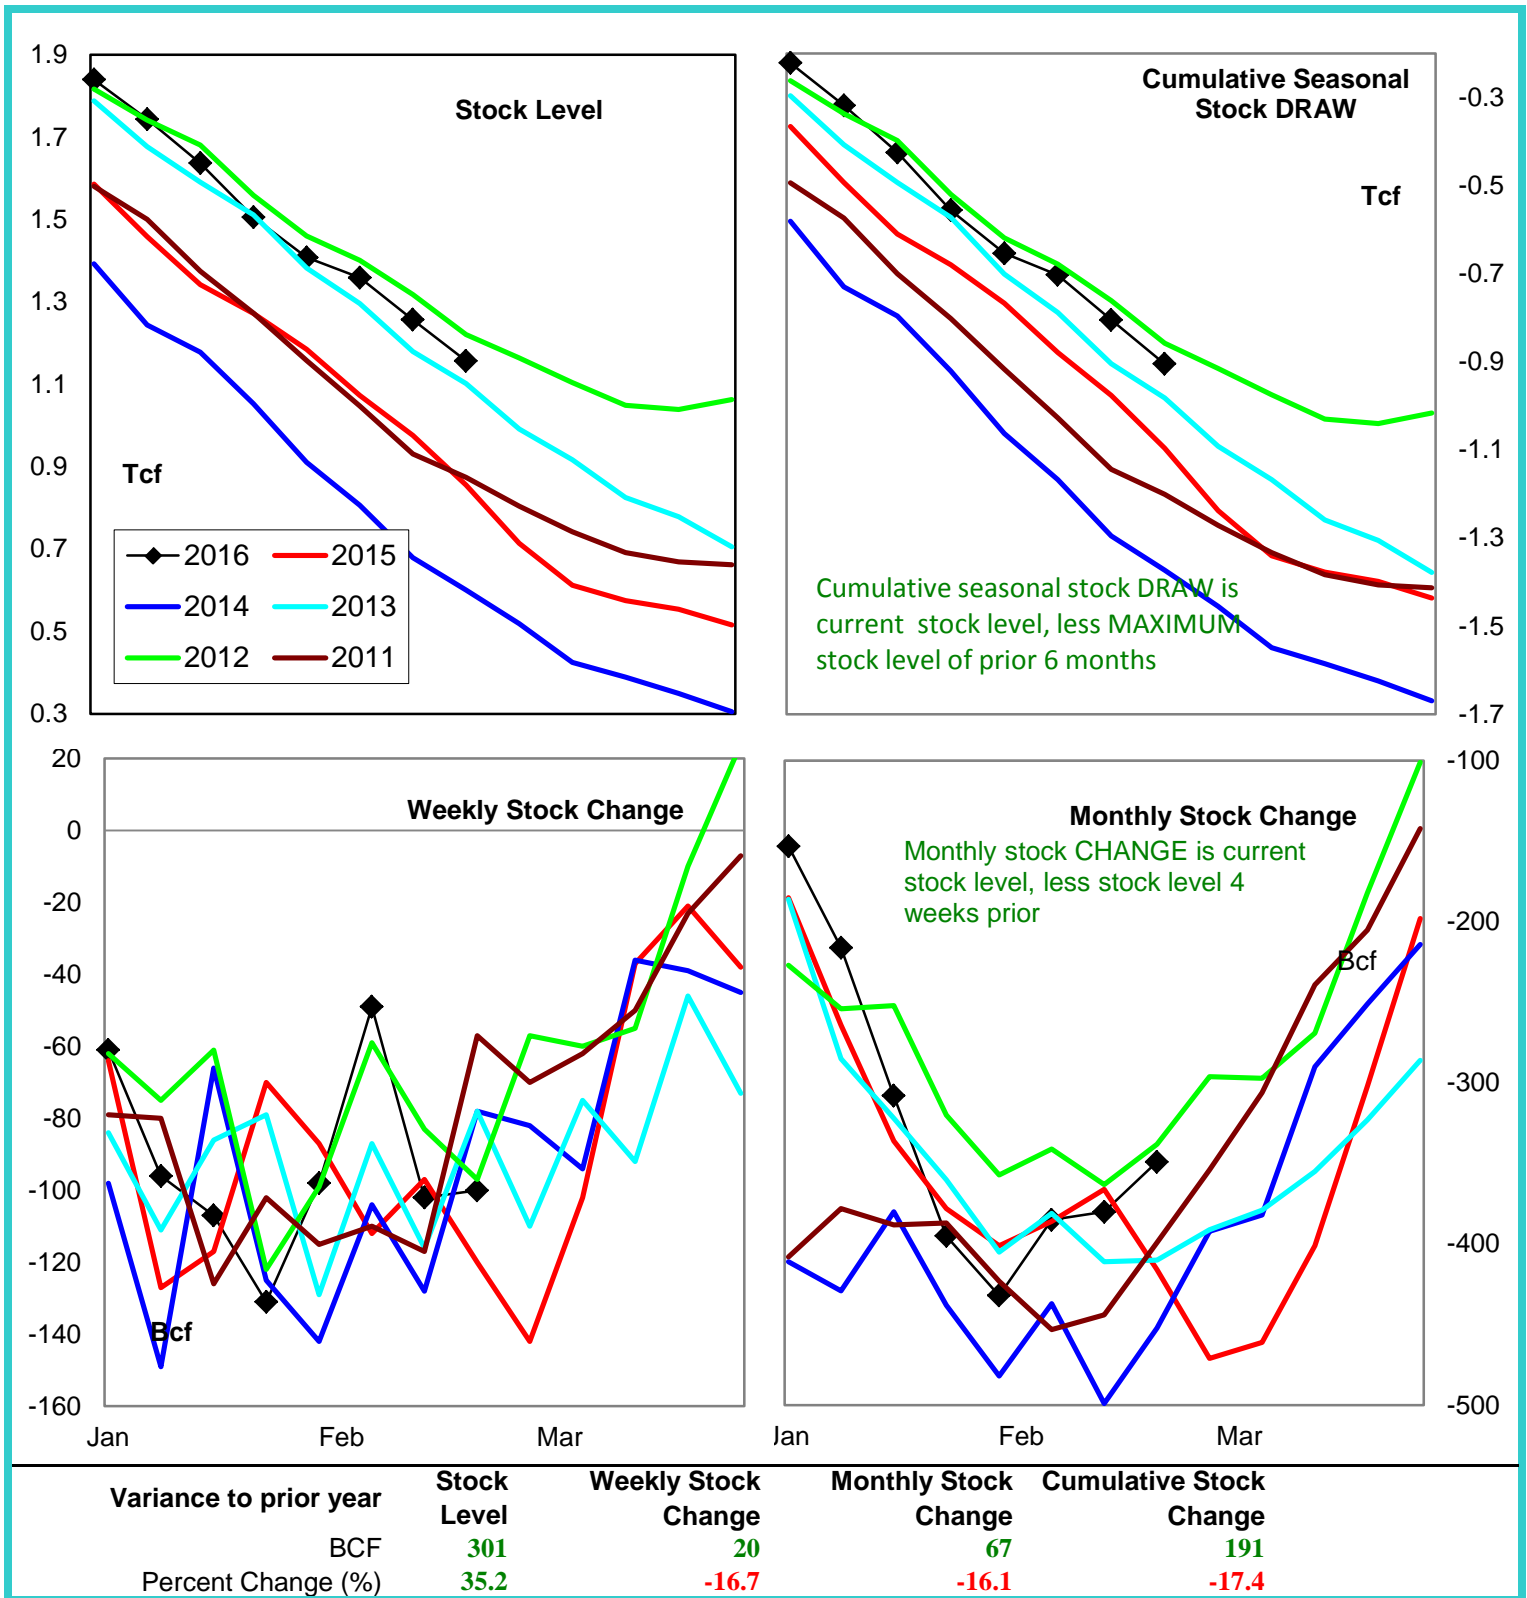 Stock Level
1.9
1.7
1.5
1.3
1.1
0.9
0.7
0.5
0.3
Tcf
2016 2015
2014 2013
2012 2011
Cumulative Seasonal
Stock DRAW
Tcf
-0.3
-0.5
-0.7
-0.9
-1.1
-1.3
-1.5
-1.7
Cumulative seasonal stock DRAW is
current stock level, less MAXIMUM
stock level of prior 6 months
Weekly Stock Change
20
0
-20
-40
-60
-80
-100
-120
-140
-160
Bcf
Jan Feb Mar
Monthly Stock Change
Monthly stock CHANGE is current
stock level, less stock level 4
weeks prior
Bcf
-100
-200
-300
-400
-500
Jan Feb Mar
Variance to prior year
Stock
Level
Weekly Stock
Change
Monthly Stock
Change
Cumulative Stock
Change
BCF 301 20 67 191
Percent Change (%) 35.2 -16.7 -16.1 -17.4